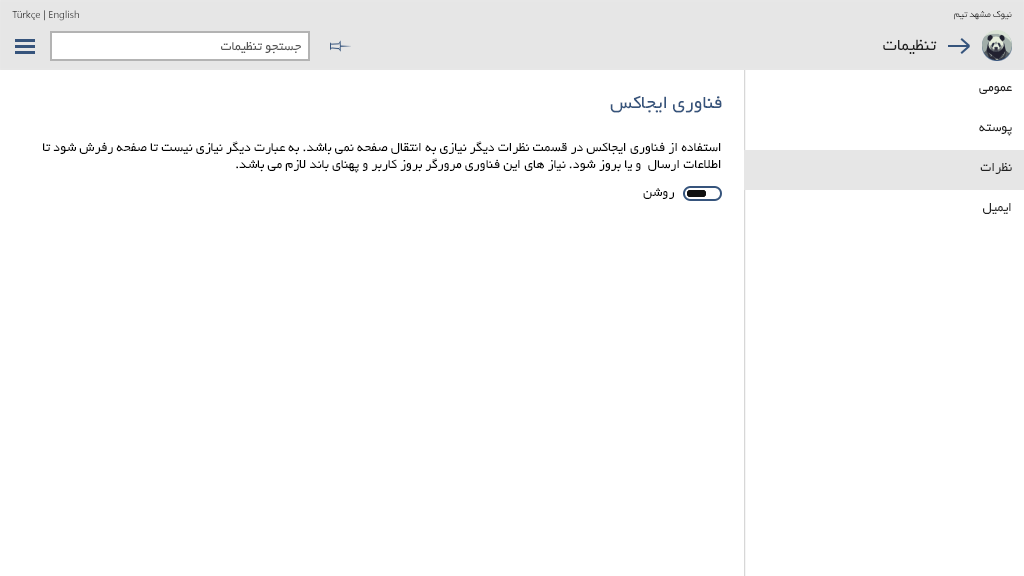 نیوک مشهد تیم
Türkçe | English
تنظیمات
جستجو تنظیمات
عمومی
پوسته
نظرات
ایمیل
فناوری ایجاکس
استفاده از فناوری ایجاکس در قسمت نظرات دیگر نیازی به انتقال صفحه نمی باشد. به عبارت دیگر نیازی نیست تا صفحه رفرش شود تا
اطلاعات ارسال و یا بروز شود. نیاز های این فناوری مرورگر بروز کاربر و پهنای باند لازم می باشد.
روشن